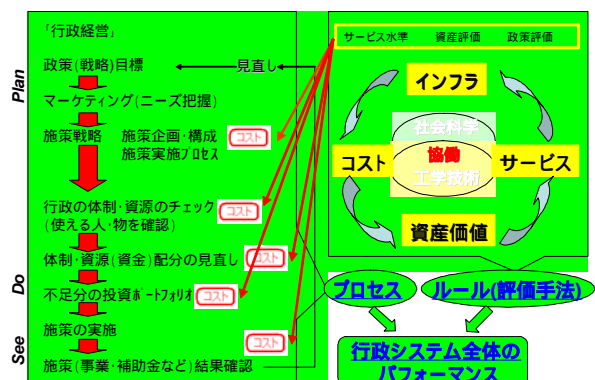 「行政経営」
政策(戦略)目標
見直し
マーケティング(ニーズ把握)
施策戦略 施策企画・構成
施策実施プロセス
コスト
行政の体制・資源のチェック
(使える人・物を確認)
コスト
体制・資源(資金)配分の見直し
コスト
不足分の投資ポートフォリオ
コスト
施策の実施
コスト
施策(事業・補助金など)結果確認
Plan
Do
See
サービス水準 資産評価 政策評価
インフラ
社会科学
コスト
協働
サービス
工学技術
資産価値
プロセス
ルール(評価手法)
行政システム全体の
パフォーマンス